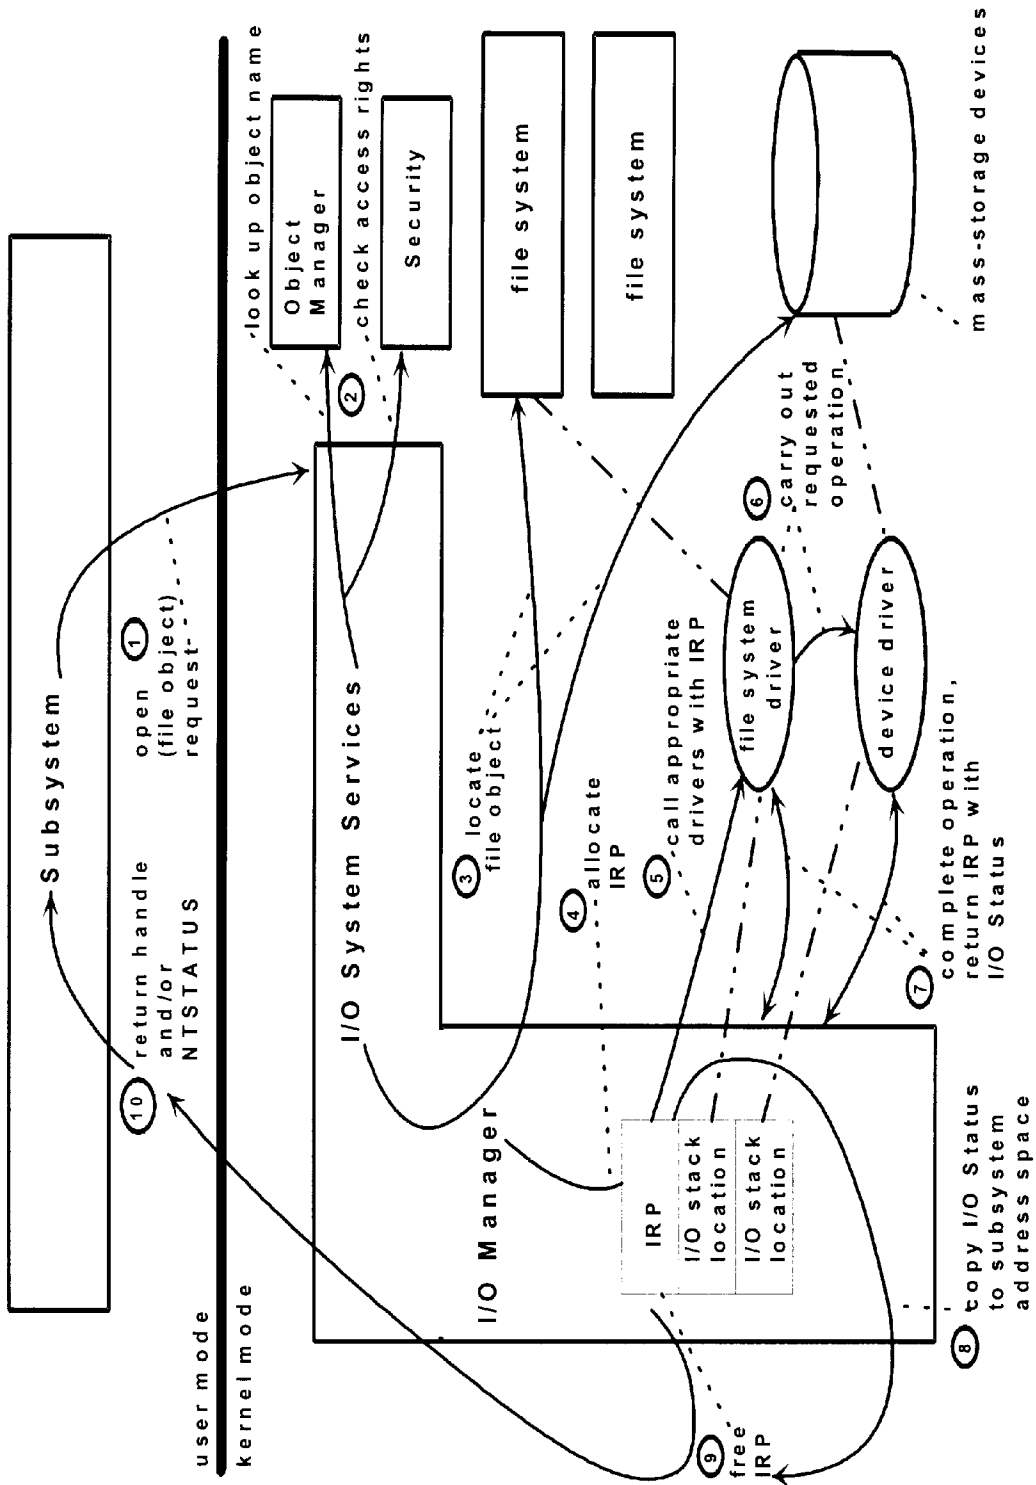 Subsystem
1
open
(file object)
request
10
return handle
and/or
NTSTATUS
user mode
kernel mode
look up object name
Object
Manager
2
check access rights
Security
I/O System Services
I/O Manager
3
locate
file object
file system
file system
4
allocate
IRP
5
call appropriate
drivers with IRP
IRP
I/O stack
location
I/O stack
location
file system
driver
6
carry out
requested
operation
device driver
mass-storage devices
7
complete operation,
return IRP with
I/O Status
8
copy I/O Status
to subsystem
address space
9
free
IRP